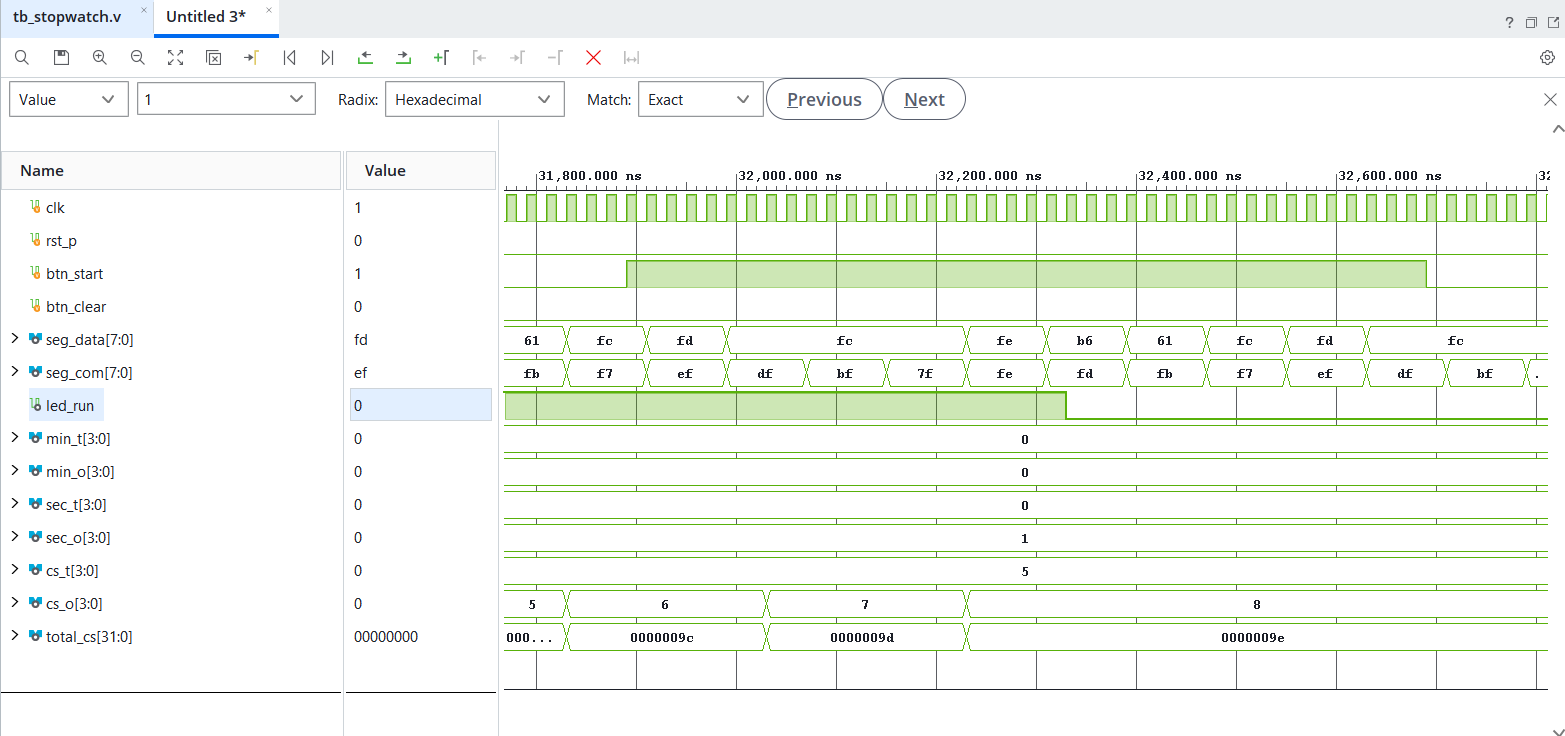 tb_stopwatch.v × Untitled 3* ×
?
Value 1 Radix: Hexadecimal Match: Exact Previous Next
Name Value
31,800.000 ns 32,000.000 ns 32,200.000 ns 32,400.000 ns 32,600.000 ns 32
clk 1
rst_p 0
btn_start 1
btn_clear 0
seg_data[7:0] fd 61 fc fd fc fe b6 61 fc fd fc
seg_com[7:0] ef fb f7 ef df bf 7f fe fd fb f7 ef df bf .
led_run 0
min_t[3:0] 0 0
min_o[3:0] 0 0
sec_t[3:0] 0 0
sec_o[3:0] 0 1
cs_t[3:0] 0 5
cs_o[3:0] 0 5 6 7 8
total_cs[31:0] 00000000 000... 0000009c 0000009d 0000009e